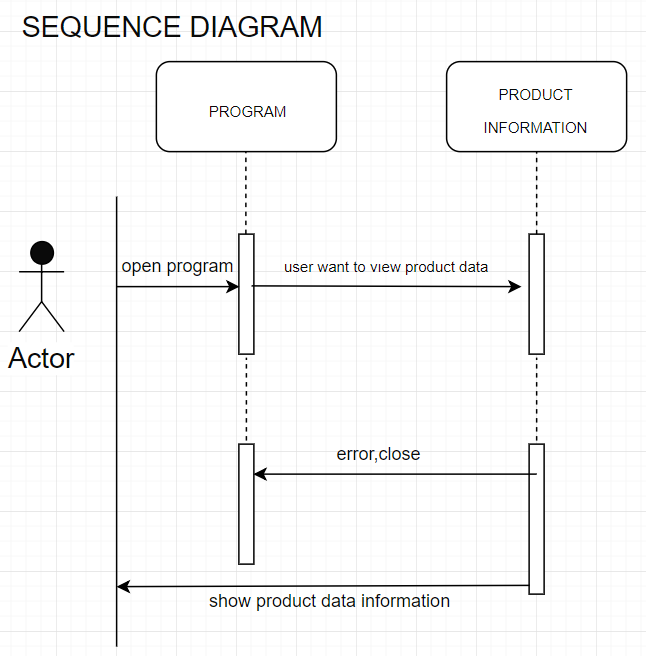 SEQUENCE DIAGRAM
PROGRAM
PRODUCT
INFORMATION
open program
user want to view product data
Actor
error,close
show product data information